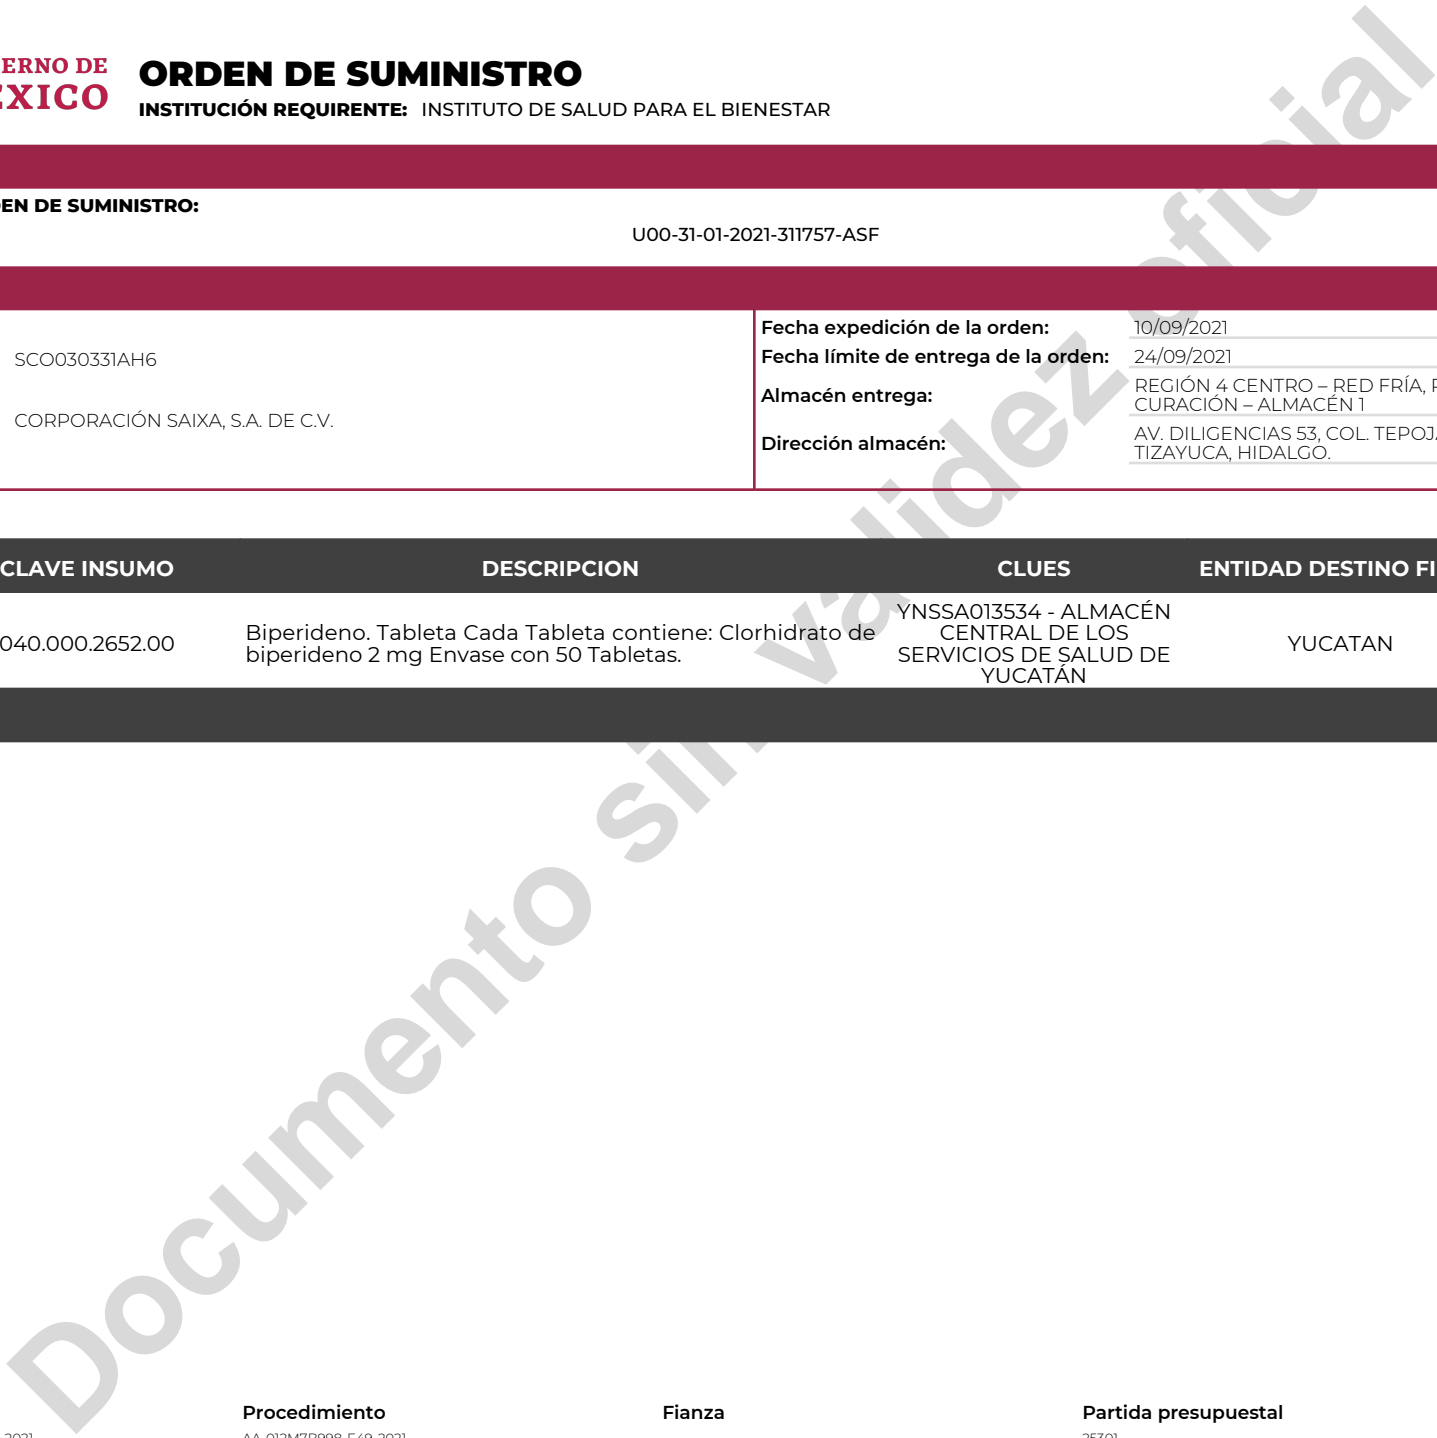 ERNO DE
ORDEN DE SUMINISTRO
INSTITUCIÓN REQUIRENTE: INSTITUTO DE SALUD PARA EL BIENESTAR
EN DE SUMINISTRO:
U00-31-01-2021-311757-ASF
SCO030331AH6
CORPORACIÓN SAIXA, S.A. DE C.V.
Fecha expedición de la orden: 10/09/2021
Fecha límite de entrega de la orden: 24/09/2021
Almacén entrega: REGIÓN 4 CENTRO – RED FRÍA,
CURACIÓN – ALMACÉN 1
Dirección almacén: AV. DILIGENCIAS 53, COL.
TIZAYUCA, HIDALGO.
CLAVE INSUMO DESCRIPCION CLUES ENTIDAD DESTINO
040.000.2652.00
Biperideno. Tableta Cada Tableta contiene: Clorhidrato de
biperideno 2 mg Envase con 50 Tabletas.
YNSSA013534 - ALMACÉN
CENTRAL DE LOS
SERVICIOS DE SALUD DE
YUCATÁN
YUCATAN
Documento sin validez oficial
Procedimiento Fianza Partida presupuestal